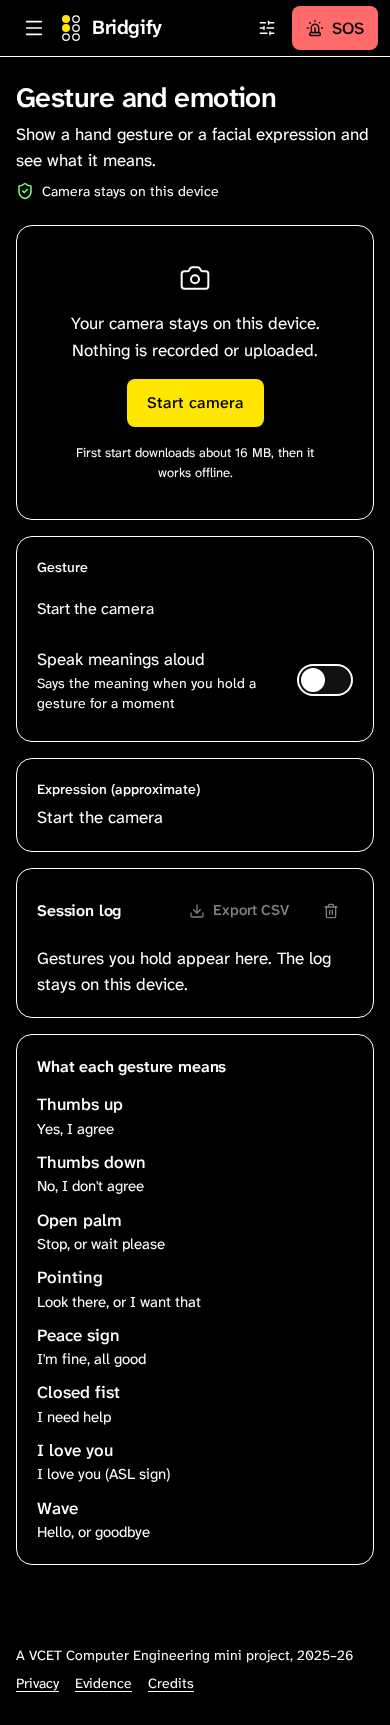 Bridgify
SOS
Gesture and emotion
Show a hand gesture or a facial expression and
see what it means.
Camera stays on this device
Your camera stays on this device.
Nothing is recorded or uploaded.
Start camera
First start downloads about 16 MB, then it
works offline.
Gesture
Start the camera
Speak meanings aloud
Says the meaning when you hold a
gesture for a moment
Expression (approximate)
Start the camera
Session log
Export CSV
Gestures you hold appear here. The log
stays on this device.
What each gesture means
Thumbs up
Yes, I agree
Thumbs down
No, I don't agree
Open palm
Stop, or wait please
Pointing
Look there, or I want that
Peace sign
I'm fine, all good
Closed fist
I need help
I love you
I love you (ASL sign)
Wave
Hello, or goodbye
A VCET Computer Engineering mini project, 2025–26
Privacy Evidence Credits